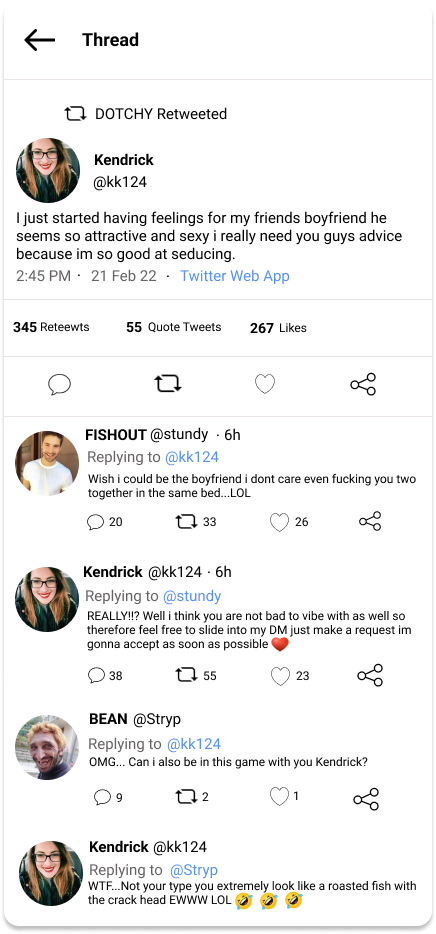 Thread
DOTCHY Retweeted
Kendrick
@kk124
I just started having feelings for my friends boyfriend he
seems so attractive and sexy i really need you guys advice
because im so good at seducing.
2:45 PM · 21 Feb 22 · Twitter Web App
345 Reteewts 55 Quote Tweets 267 Likes
FISHOUT @stundy · 6h
Replying to @kk124
Wish i could be the boyfriend i dont care even fucking you two
together in the same bed...LOL
20 33 26
Kendrick @kk124 · 6h
Replying to @stundy
REALLY!!? Well i think you are not bad to vibe with as well so
therefore feel free to slide into my DM just make a request im
gonna accept as soon as possible ♥️
38 55 23
BEAN @Stryp
Replying to @kk124
OMG... Can i also be in this game with you Kendrick?
9 2 1
Kendrick @kk124
Replying to @Stryp
WTF...Not your type you extremely look like a roasted fish with
the crack head EWWW LOL 🤣 🤣 🤣